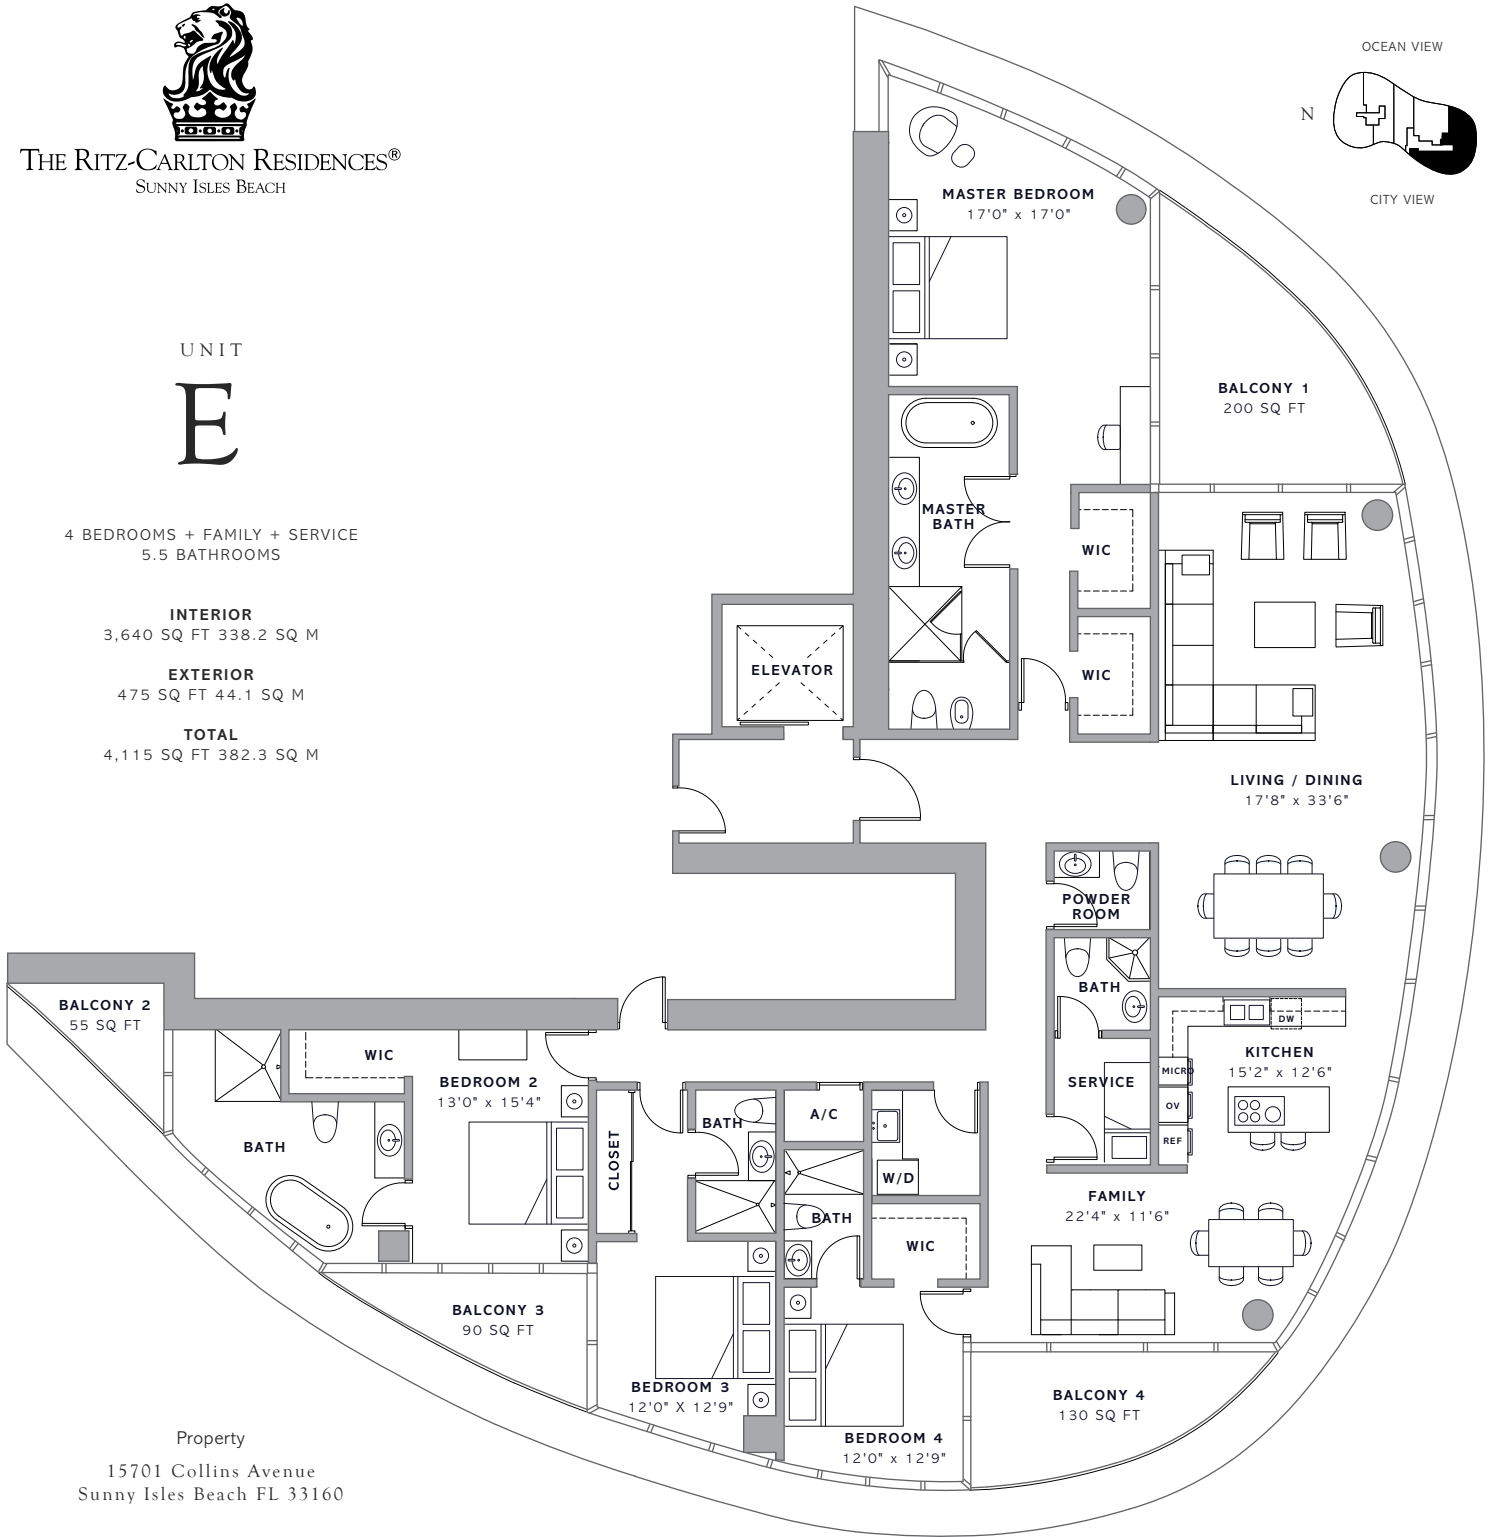 THE RITZ-CARLTON RESIDENCES®
SUNNY ISLES BEACH
UNIT
E
4 BEDROOMS + FAMILY + SERVICE
5.5 BATHROOMS
INTERIOR
3,640 SQ FT 338.2 SQ M
EXTERIOR
475 SQ FT 44.1 SQ M
TOTAL
4,115 SQ FT 382.3 SQ M
OCEAN VIEW
N
CITY VIEW
MASTER BEDROOM
17'0" x 17'0"
BALCONY 1
200 SQ FT
MASTER
BATH
WIC
WIC
ELEVATOR
LIVING / DINING
17'8" x 33'6"
POWDER
ROOM
BATH
DW
KITCHEN
15'2" x 12'6"
MICRO
OV
REF
SERVICE
BALCONY 2
55 SQ FT
WIC
BEDROOM 2
13'0" x 15'4"
BATH
CLOSET
BATH
A/C
W/D
BATH
WIC
FAMILY
22'4" x 11'6"
BALCONY 3
90 SQ FT
BEDROOM 3
12'0" X 12'9"
BEDROOM 4
12'0" x 12'9"
BALCONY 4
130 SQ FT
Property
15701 Collins Avenue
Sunny Isles Beach FL 33160